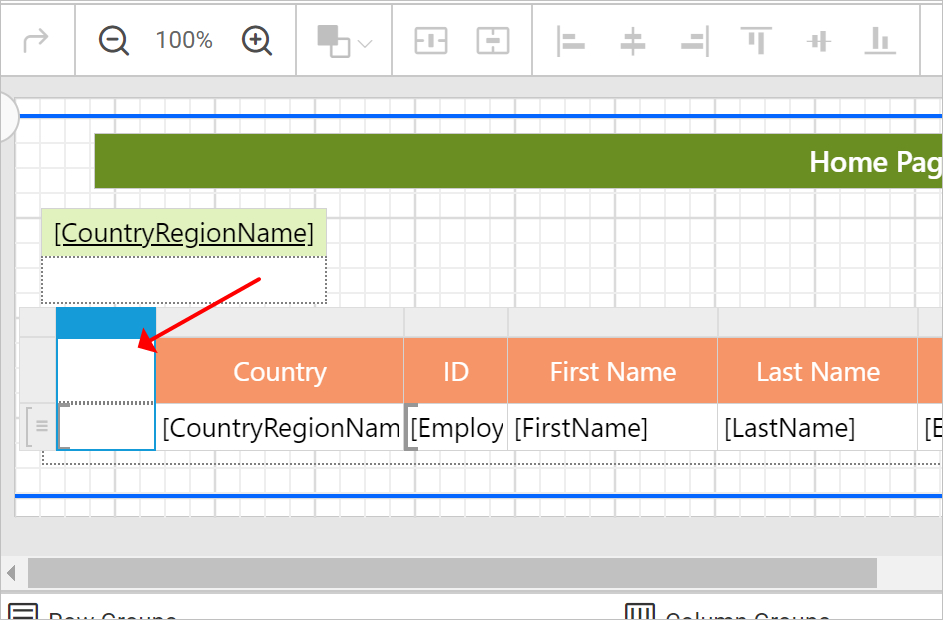 100%
Home Pag
[CountryRegionName]
Country ID First Name Last Name
[CountryRegionNam [Employ [FirstName] [LastName] [E
Row Groups Column Groups